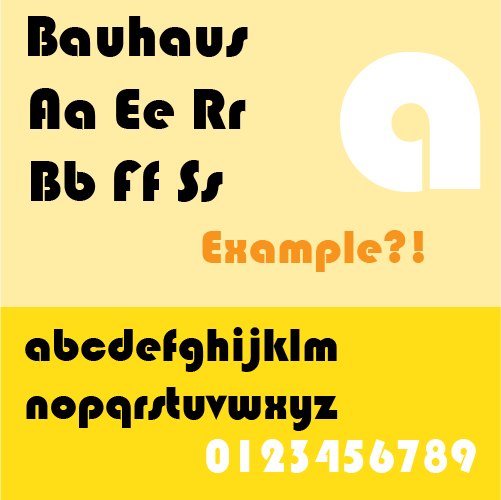 Bauhaus
Aa Ee Rr
Bb Ff Ss
a
Example?!
abcdefghijklm
nopqrstuvwxyz
0123456789